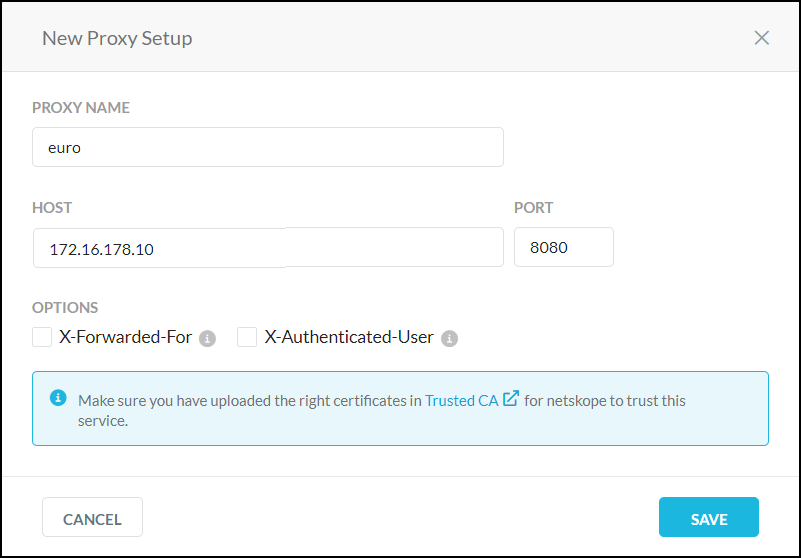 New Proxy Setup
PROXY NAME
euro
HOST
PORT
172.16.178.10
8080
OPTIONS
X-Forwarded-For
X-Authenticated-User
Make sure you have uploaded the right certificates in Trusted CA for netskope to trust this
service.
CANCEL
SAVE